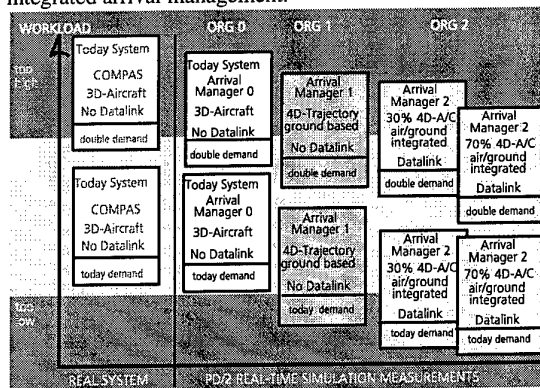 integrated arrival management.
WORKLOAD
ORG 0
ORG 1
ORG 2
too
high
Today System
COMPAS
3D-Aircraft
No Datalink
double demand
Today System
Arrival
Manager 0
3D-Aircraft
No Datalink
double demand
Arrival
Manager 1
4D-Trajectory
ground based
No Datalink
double demand
Arrival
Manager 2
30% 4D-A/C
air/ground
integrated
Datalink
double demand
Arrival
Manager 2
70% 4D-A/C
air/ground
integrated
Datalink
double demand
Today System
COMPAS
3D-Aircraft
No Datalink
today demand
Today System
Arrival
Manager 0
3D-Aircraft
No Datalink
today demand
Arrival
Manager 1
4D-Trajectory
ground based
No Datalink
today demand
Arrival
Manager 2
30% 4D-A/C
air/ground
integrated
Datalink
today demand
Arrival
Manager 2
70% 4D-A/C
air/ground
integrated
Datalink
today demand
too
low
REAL SYSTEM
PD/2 REAL-TIME SIMULATION MEASUREMENTS